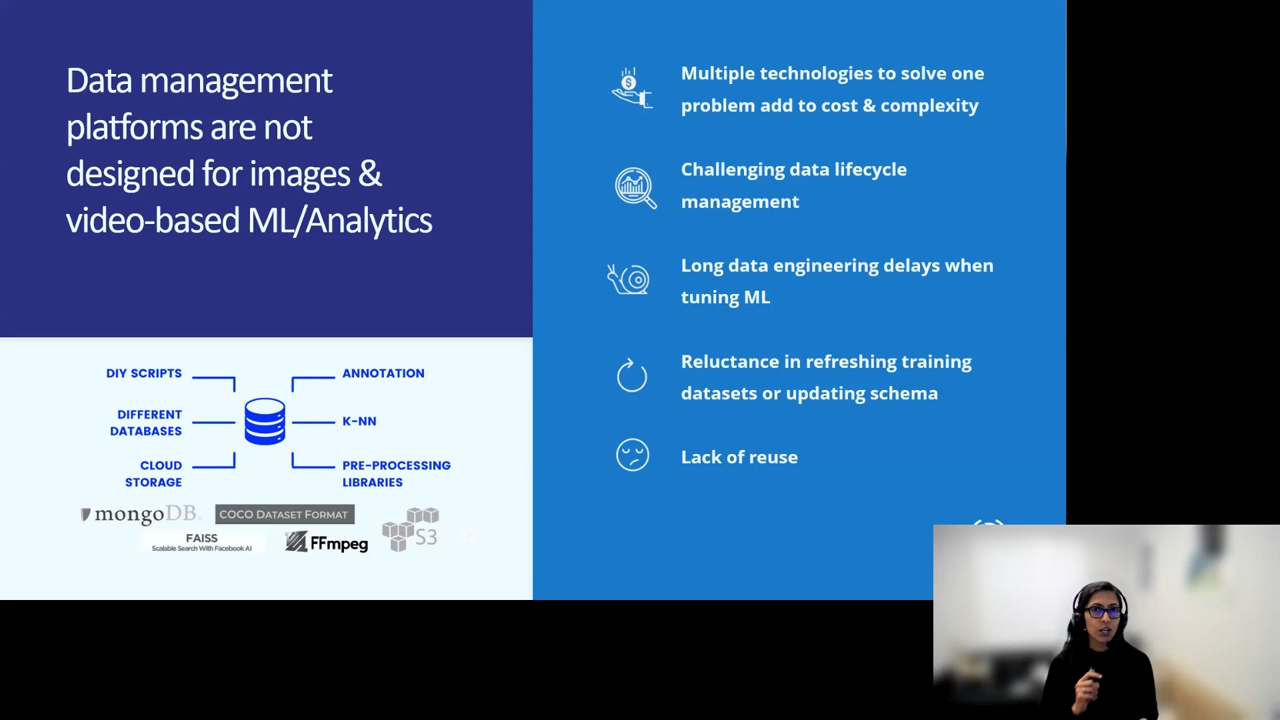 Data management
platforms are not
designed for images &
video-based ML/Analytics
DIY SCRIPTS
DIFFERENT
DATABASES
CLOUD
STORAGE
ANNOTATION
K-NN
PRE-PROCESSING
LIBRARIES
mongoDB.
COCO DATASET FORMAT
FAISS
Scalable Search With Facebook AI
FFmpeg
S3
Multiple technologies to solve one
problem add to cost & complexity
Challenging data lifecycle
management
Long data engineering delays when
tuning ML
Reluctance in refreshing training
datasets or updating schema
Lack of reuse